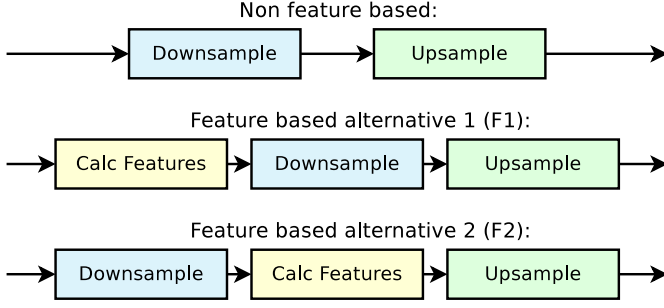 Non feature based:
Downsample Upsample
Feature based alternative 1 (F1):
Calc Features Downsample Upsample
Feature based alternative 2 (F2):
Downsample Calc Features Upsample